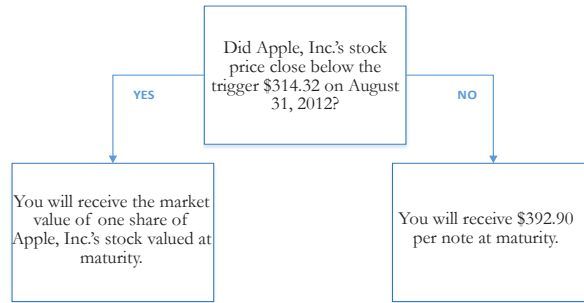 Did Apple, Inc.'s stock
price close below the
trigger $314.32 on August
31, 2012?
YES
NO
You will receive the market
value of one share of
Apple, Inc.'s stock valued at
maturity.
You will receive $392.90
per note at maturity.